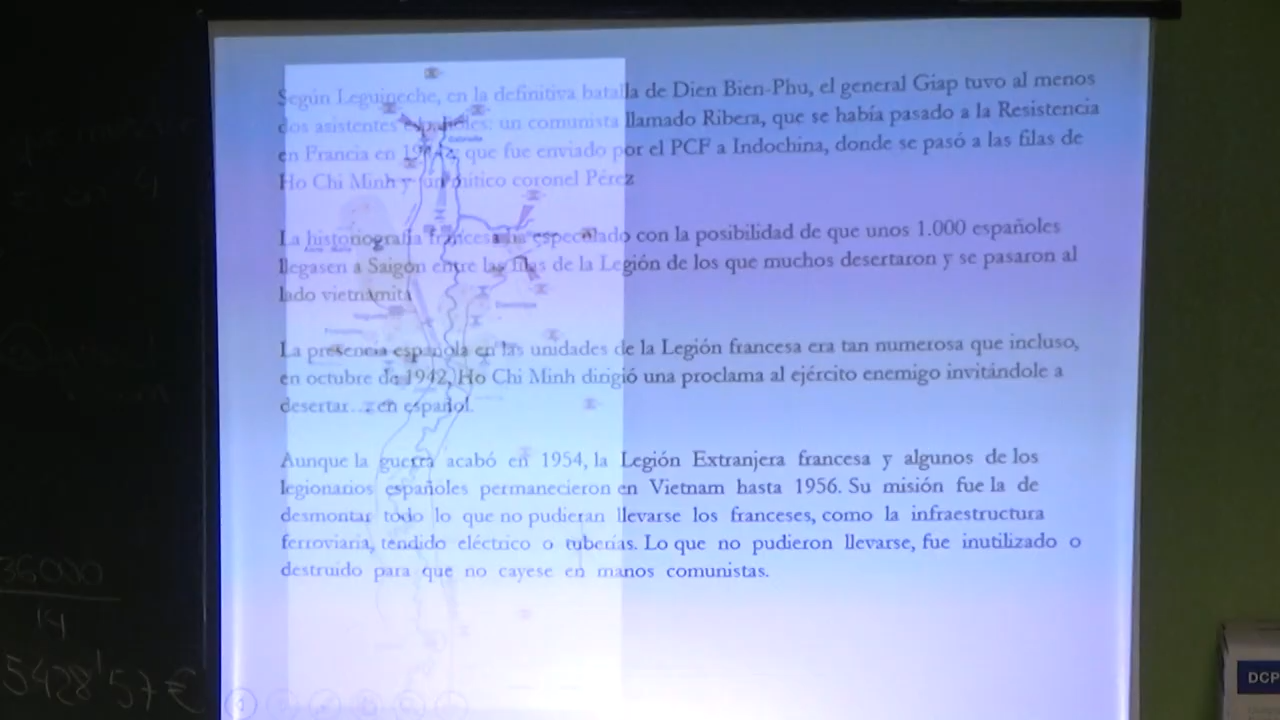 Según Leguineche, en la definitiva batalla de Dien Bien-Phu, el general Giap tuvo al menos
dos asistentes españoles: un comunista llamado Ribera, que se había pasado a la Resistencia
en Francia en 1942, que fue enviado por el PCF a Indochina, donde se pasó a las filas de
Ho Chi Minh y un mítico coronel Pérez
La historiografía francesa ha especulado con la posibilidad de que unos 1.000 españoles
llegasen a Saigón entre las filas de la Legión de los que muchos desertaron y se pasaron al
lado vietnamita
La presencia española en las unidades de la Legión francesa era tan numerosa que incluso,
en octubre de 1942, Ho Chi Minh dirigió una proclama al ejército enemigo invitándole a
desertar... en español.
Aunque la guerra acabó en 1954, la Legión Extranjera francesa y algunos de los
legionarios españoles permanecieron en Vietnam hasta 1956. Su misión fue la de
desmontar todo lo que no pudieran llevarse los franceses, como la infraestructura
ferroviaria, tendido eléctrico o tuberías. Lo que no pudieron llevarse, fue inutilizado o
destruido para que no cayese en manos comunistas.
36000
14
5428'57 €
DCP